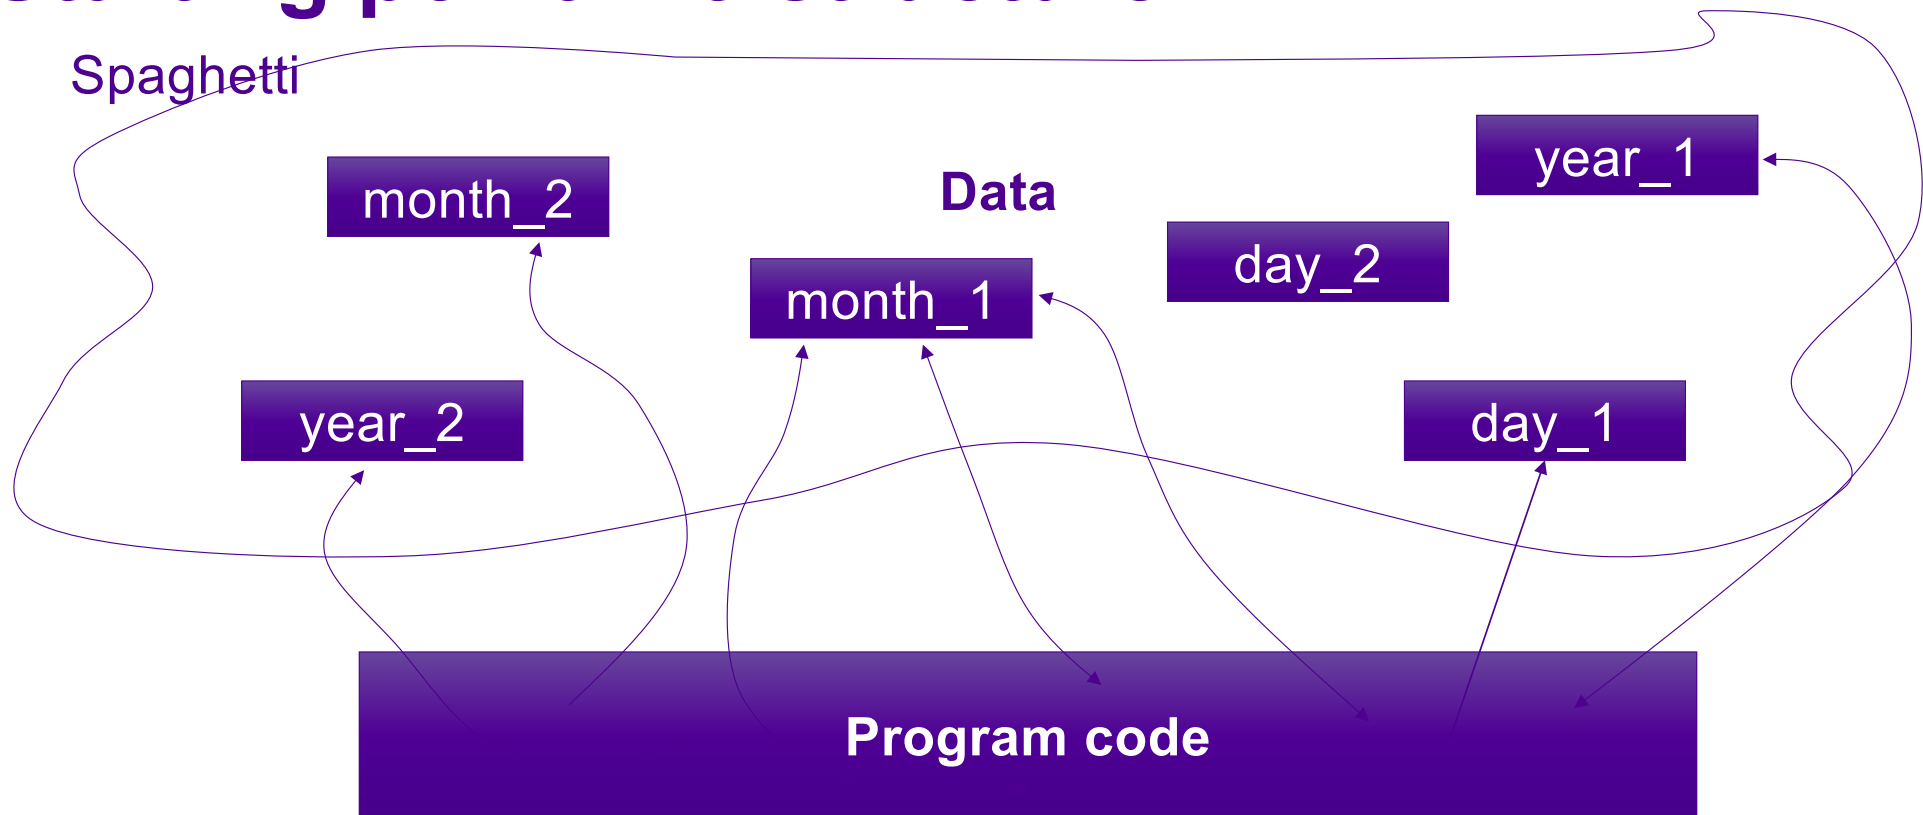 Spaghetti
year_1
month_2
Data
day_2
month_1
year_2
day_1
Program code